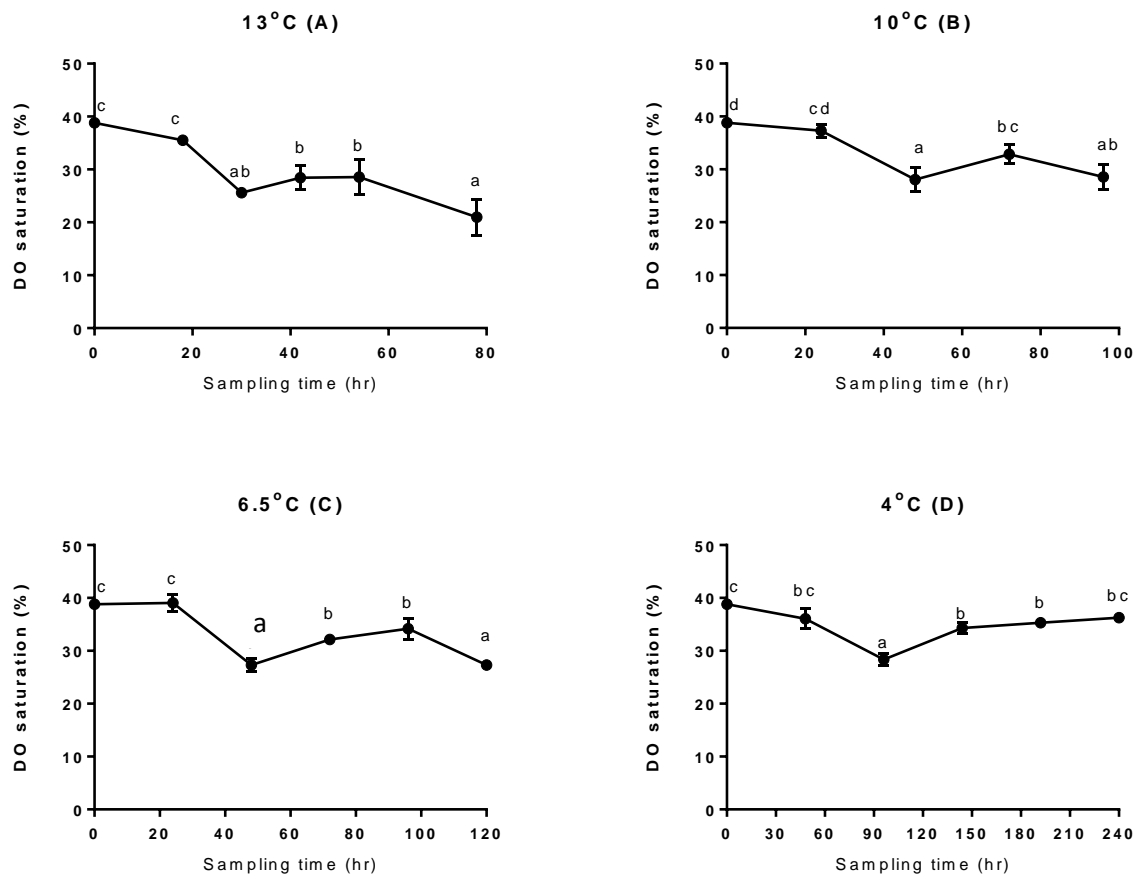 13°C (A)
DO saturation (%)
50
40
30
20
10
0
c
c
ab
b
b
a
0 20 40 60 80
Sampling time (hr)
10°C (B)
DO saturation (%)
50
40
30
20
10
0
d
cd
a
bc
ab
0 20 40 60 80 100
Sampling time (hr)
6.5°C (C)
DO saturation (%)
50
40
30
20
10
0
c
c
a
b
b
a
0 20 40 60 80 100 120
Sampling time (hr)
4°C (D)
DO saturation (%)
50
40
30
20
10
0
c
bc
a
b
b
bc
0 30 60 90 120 150 180 210 240
Sampling time (hr)